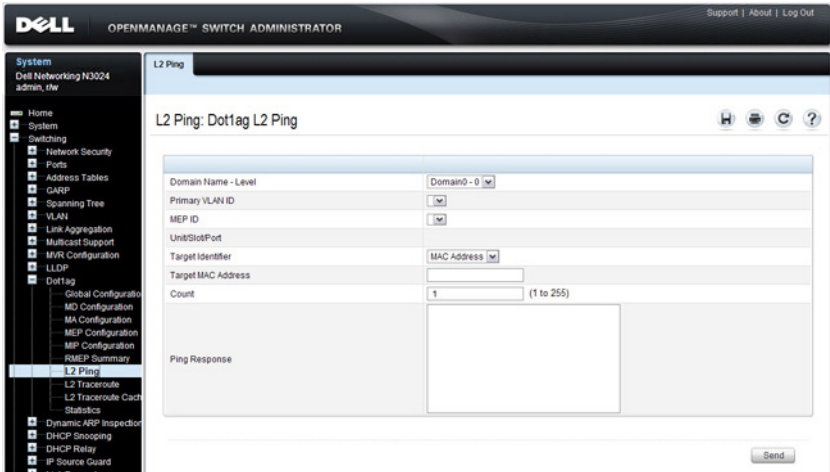 DELL
OPENMANAGE™ SWITCH ADMINISTRATOR
Support | About | Log Out
System
Dell Networking N3024
admin, r/w
Home
System
Switching
Network Security
Ports
Address Tables
GARP
Spanning Tree
VLAN
Link Aggregation
Multicast Support
MVR Configuration
LLDP
Dot1ag
Global Configuratio
MD Configuration
MA Configuration
MEP Configuration
MIP Configuration
RMEP Summary
L2 Ping
L2 Traceroute
L2 Traceroute Cach
Statistics
Dynamic ARP Inspection
DHCP Snooping
DHCP Relay
IP Source Guard
L2 Ping
L2 Ping: Dot1ag L2 Ping
Domain Name - Level Domain0 - 0
Primary VLAN ID
MEP ID
Unit/Slot/Port
Target Identifier MAC Address
Target MAC Address
Count 1 (1 to 255)
Ping Response
Send